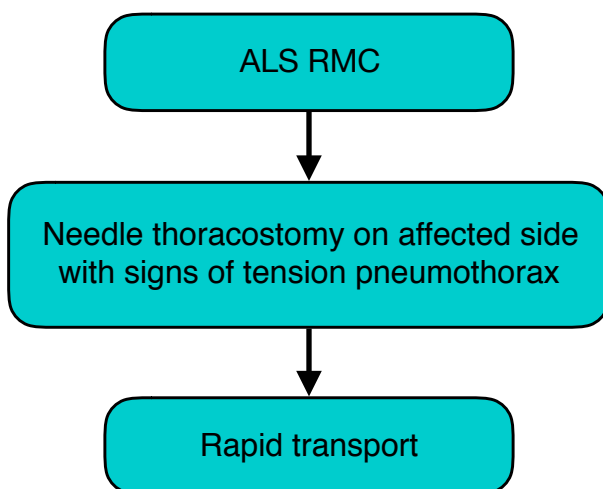 ALS RMC
Needle thoracostomy on affected side
with signs of tension pneumothorax
Rapid transport